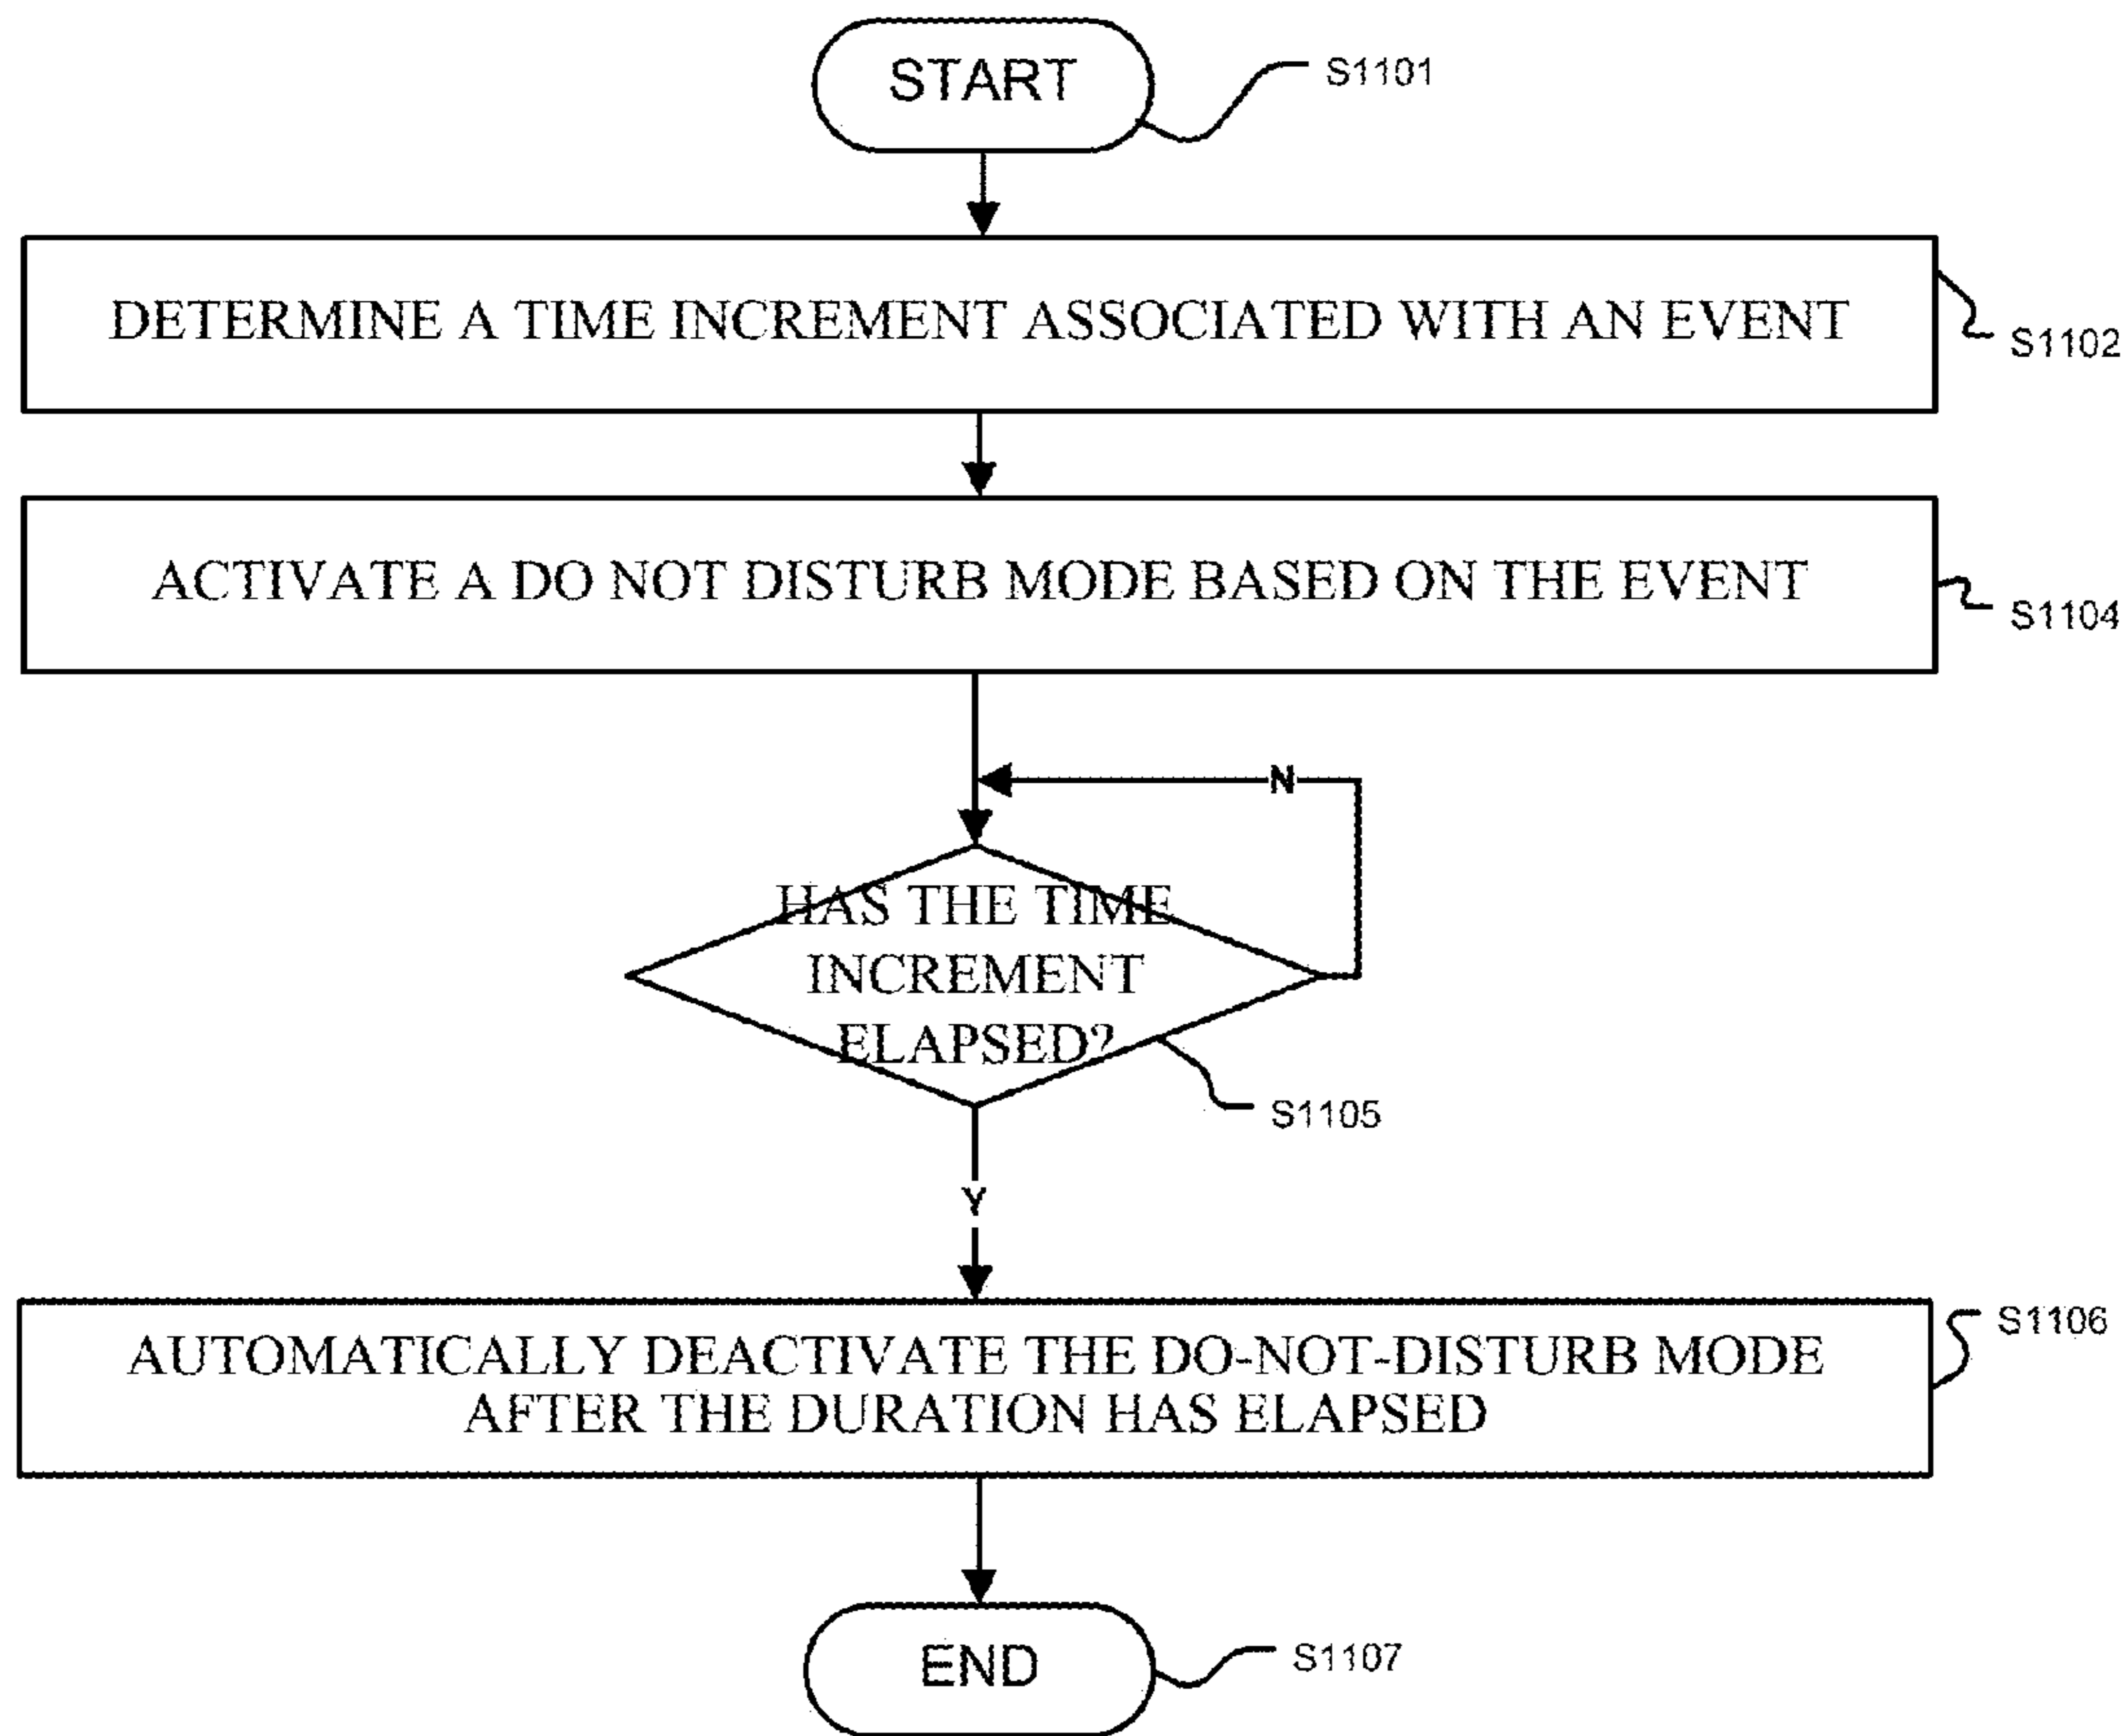 START
S1101
DETERMINE A TIME INCREMENT ASSOCIATED WITH AN EVENT
S1102
ACTIVATE A DO NOT DISTURB MODE BASED ON THE EVENT
S1104
N
HAS THE TIME
INCREMENT
ELAPSED?
S1105
Y
AUTOMATICALLY DEACTIVATE THE DO-NOT-DISTURB MODE
AFTER THE DURATION HAS ELAPSED
S1106
END
S1107